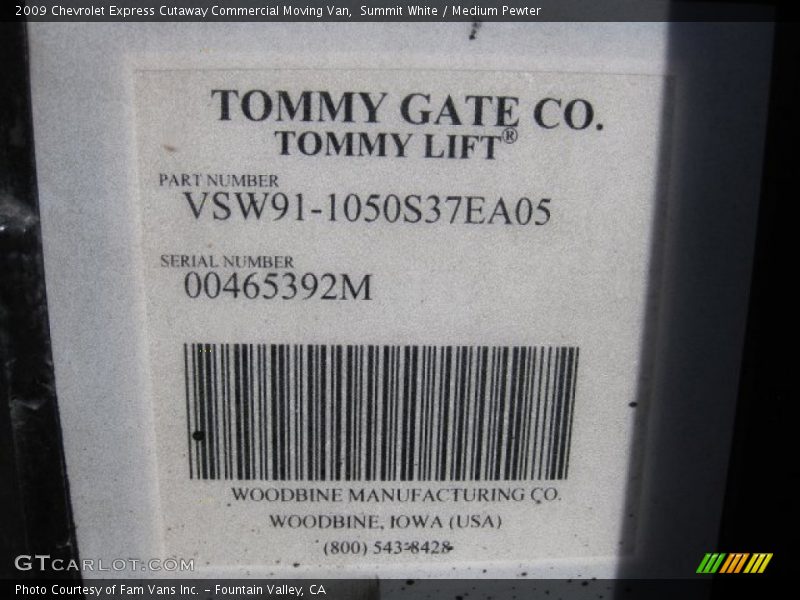 2009 Chevrolet Express Cutaway Commercial Moving Van,  Summit White / Medium Pewter
TOMMY GATE CO.
TOMMY LIFT®
PART NUMBER
VSW91-1050S37EA05
SERIAL NUMBER
00465392M
WOODBINE MANUFACTURING CO.
WOODBINE, IOWA (USA)
(800) 543-8428
GTCARLOT.COM
Photo Courtesy of Fam Vans Inc. - Fountain Valley, CA